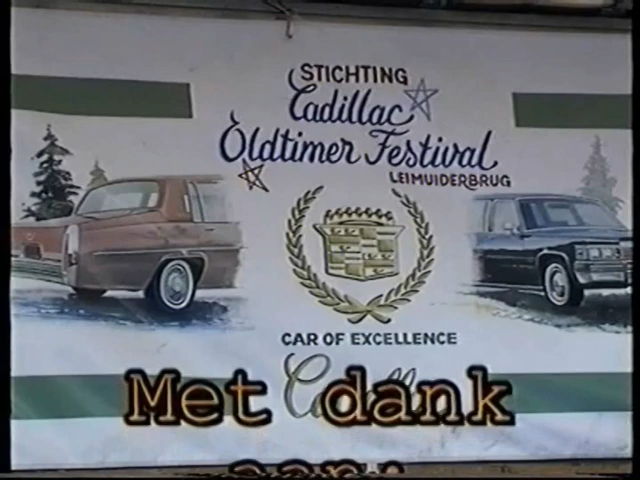 STICHTING
Cadillac
Oldtimer Festival
LEIMUIDERBRUG
CAR OF EXCELLENCE
Met dank